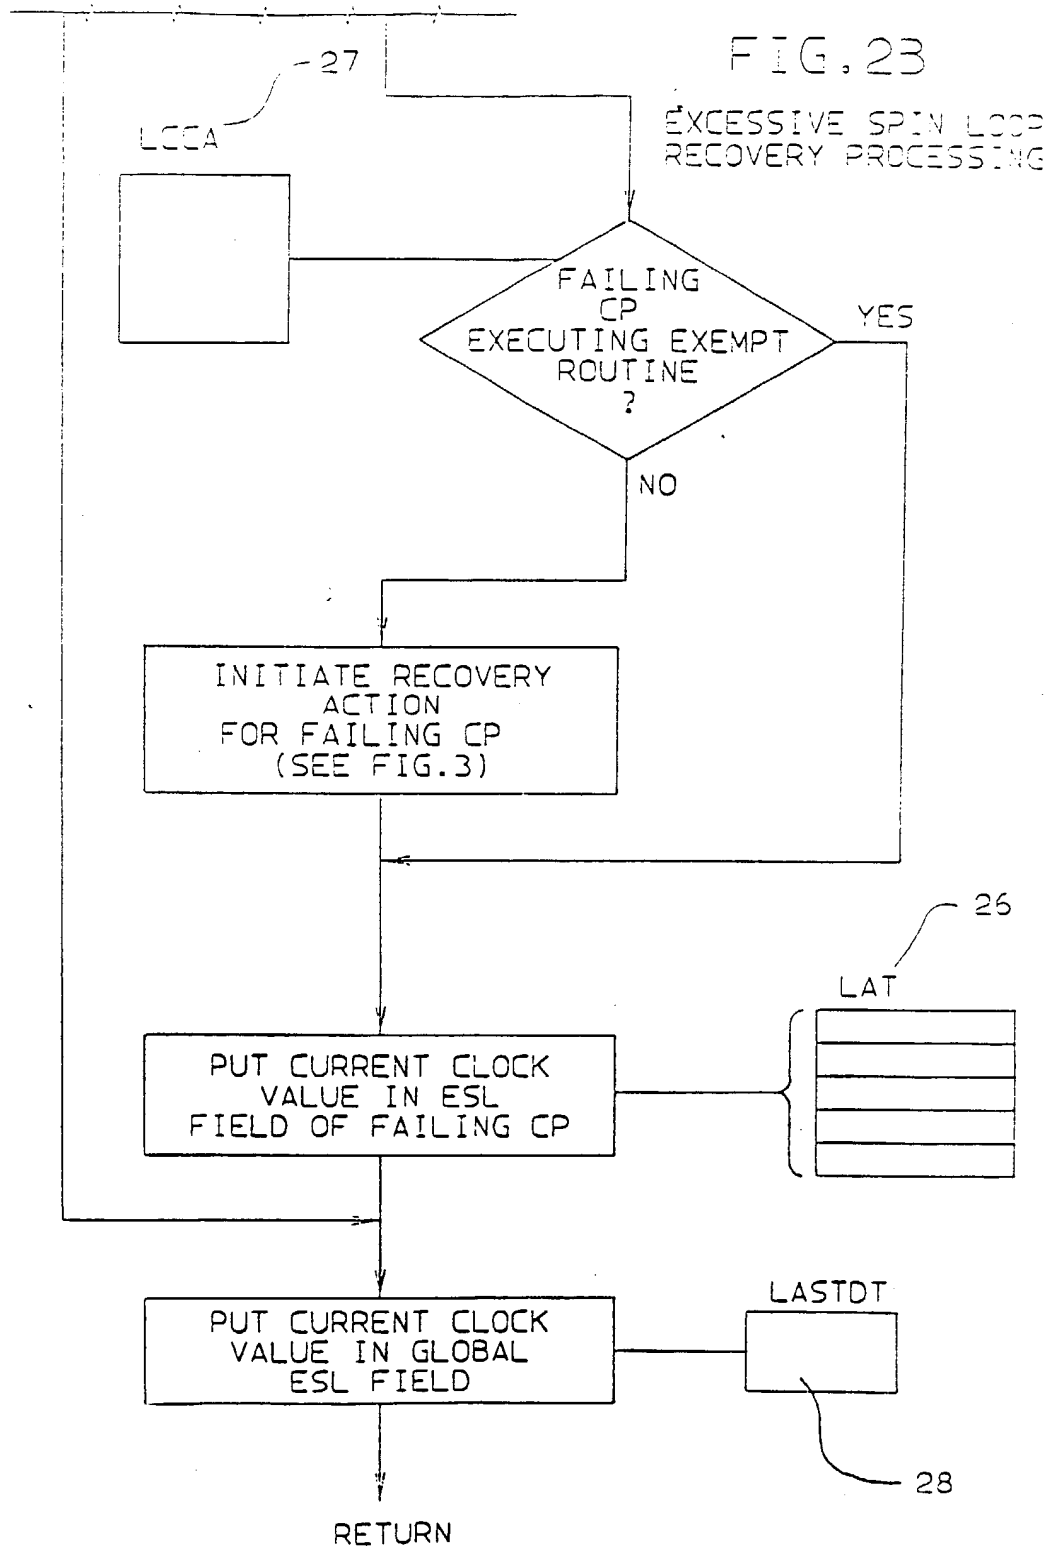 FIG.23
27
EXCESSIVE SPIN LOOP
RECOVERY PROCESSING
LCCA
FAILING
CP
EXECUTING EXEMPT
ROUTINE
?
YES
NO
INITIATE RECOVERY
ACTION
FOR FAILING CP
(SEE FIG.3)
26
LAT
PUT CURRENT CLOCK
VALUE IN ESL
FIELD OF FAILING CP
LASTDT
PUT CURRENT CLOCK
VALUE IN GLOBAL
ESL FIELD
28
RETURN